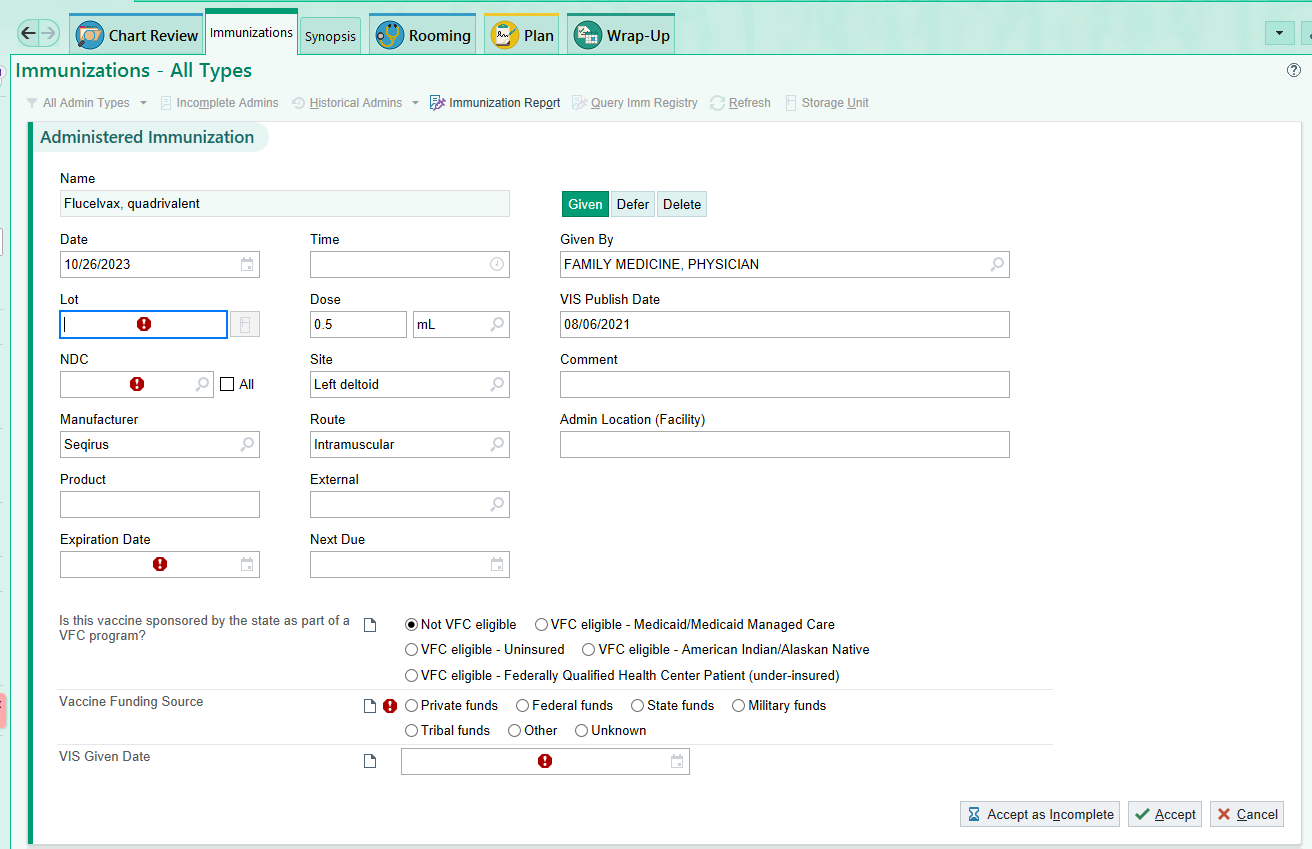 Chart Review
Immunizations
Synopsis
Rooming
Plan
Wrap-Up
Immunizations - All Types
All Admin Types
Incomplete Admins
Historical Admins
Immunization Report
Query Imm Registry
Refresh
Storage Unit
Administered Immunization
Name
Flucelvax, quadrivalent
Given Defer Delete
Date Time Given By
10/26/2023 FAMILY MEDICINE, PHYSICIAN
Lot Dose VIS Publish Date
0.5 mL 08/06/2021
NDC Site Comment
All Left deltoid
Manufacturer Route Admin Location (Facility)
Seqirus Intramuscular
Product External
Expiration Date Next Due
Is this vaccine sponsored by the state as part of a
VFC program?
Not VFC eligible VFC eligible - Medicaid/Medicaid Managed Care
VFC eligible - Uninsured VFC eligible - American Indian/Alaskan Native
VFC eligible - Federally Qualified Health Center Patient (under-insured)
Vaccine Funding Source
Private funds Federal funds State funds Military funds
Tribal funds Other Unknown
VIS Given Date
Accept as Incomplete Accept Cancel